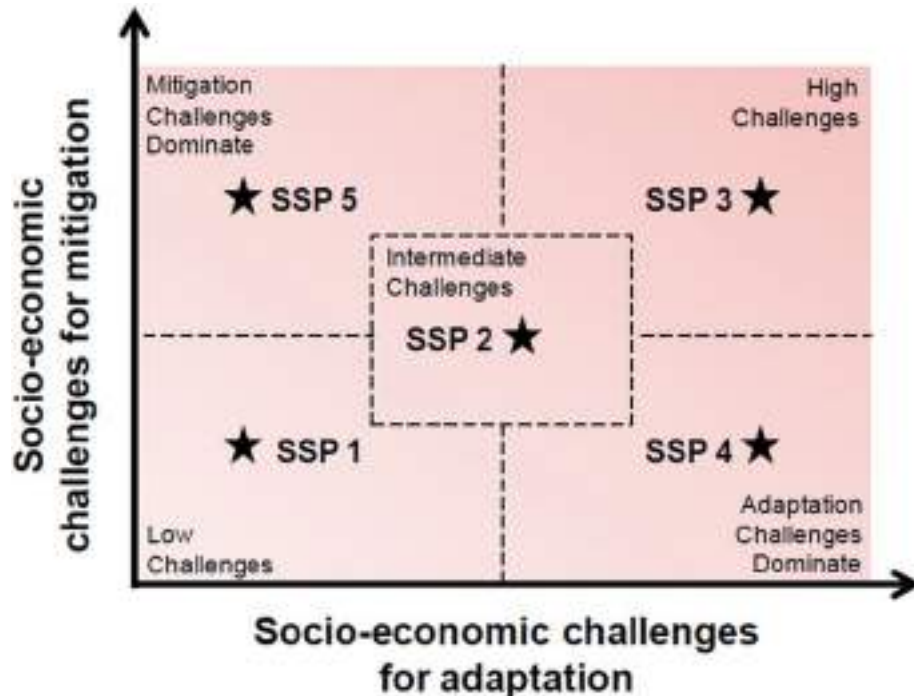 Socio-economic
challenges for mitigation
Mitigation
Challenges
Dominate
High
Challenges
SSP 5
SSP 3
Intermediate
Challenges
SSP 2
SSP 1
SSP 4
Low
Challenges
Adaptation
Challenges
Dominate
Socio-economic challenges
for adaptation